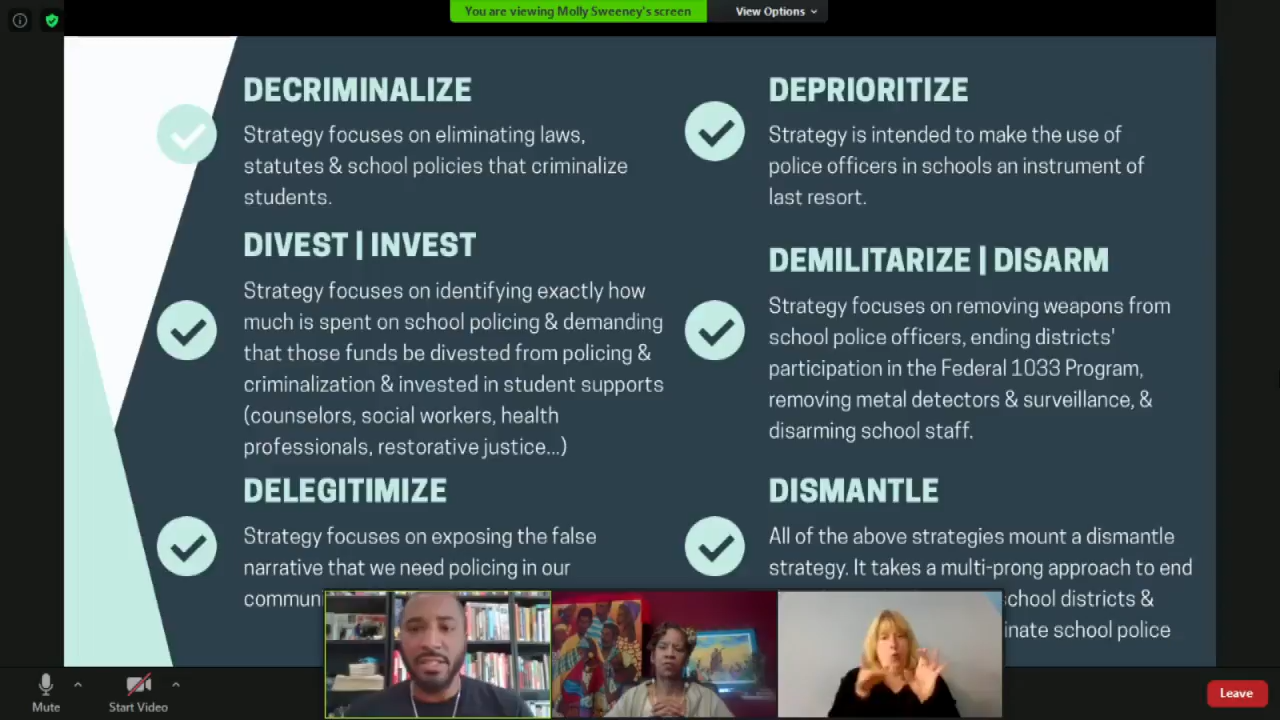 You are viewing Molly Sweeney's screen
View Options
DECRIMINALIZE
Strategy focuses on eliminating laws,
statutes & school policies that criminalize
students.
DIVEST | INVEST
Strategy focuses on identifying exactly how
much is spent on school policing & demanding
that those funds be divested from policing &
criminalization & invested in student supports
(counselors, social workers, health
professionals, restorative justice...)
DELEGITIMIZE
Strategy focuses on exposing the false
narrative that we need policing in our
DEPRIORITIZE
Strategy is intended to make the use of
police officers in schools an instrument of
last resort.
DEMILITARIZE | DISARM
Strategy focuses on removing weapons from
school police officers, ending districts'
participation in the Federal 1033 Program,
removing metal detectors & surveillance, &
disarming school staff.
DISMANTLE
All of the above strategies mount a dismantle
strategy. It takes a multi-prong approach to end
school districts &
school police
Mute
Start Video
Leave